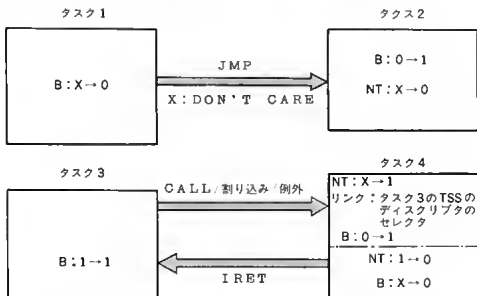 タスク1
タクス2
B:X→0
JMP
X:DON'T CARE
B:0→1
NT:X→0
タスク3
タスク4
CALL/割り込み/例外
NT:X→1
リンク:タスク3のTSSの
ディスクリプタの
セレクタ
B:0→1
B:1→1
IRET
NT:1→0
B:X→0